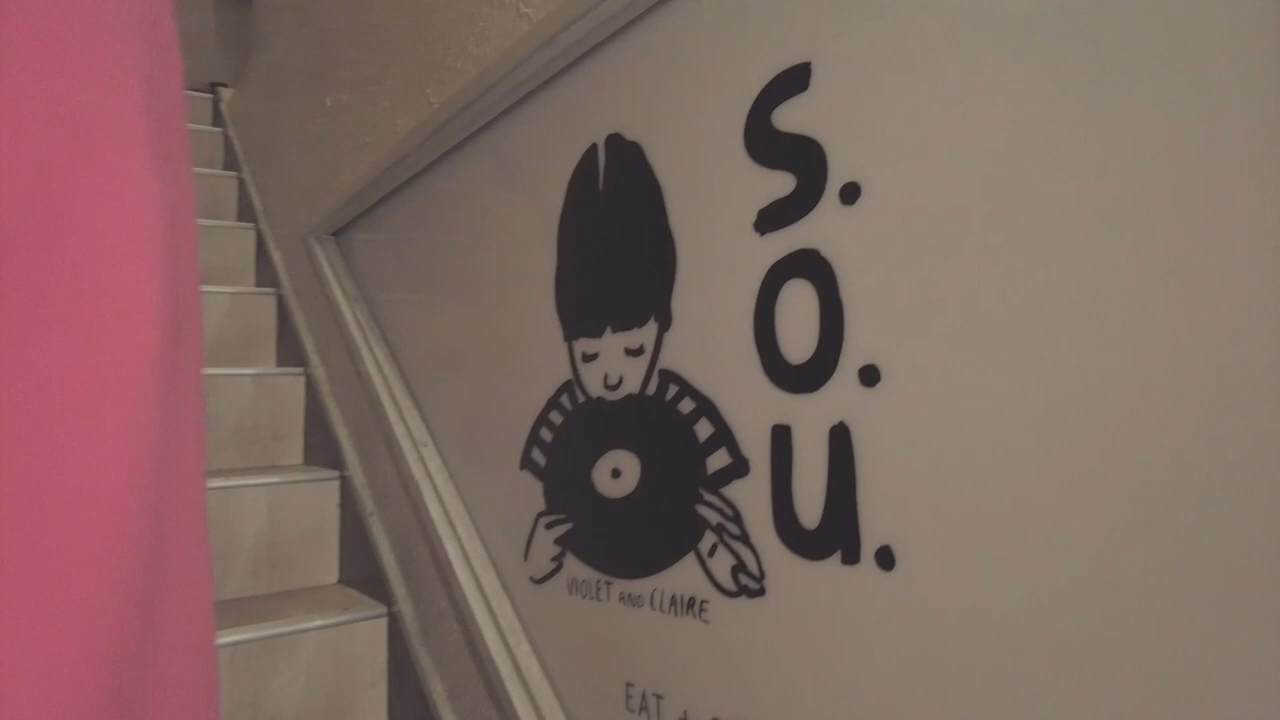 S.
O.
U.
VIOLET AND CLAIRE
EAT